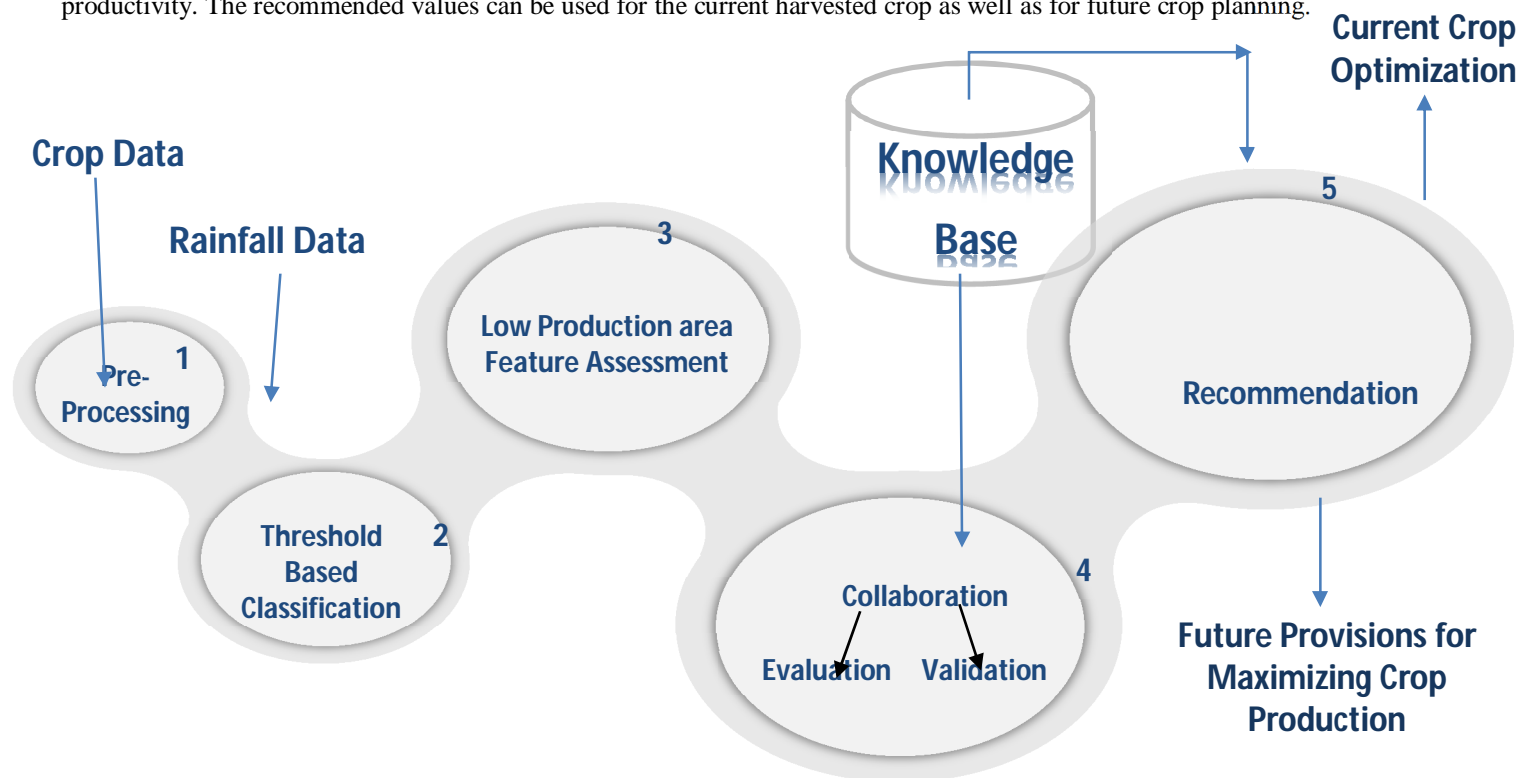 productivity. The recommended values can be used for the current harvested crop as well as for future crop planning.
Current Crop
Optimization
Crop Data
Knowledge
Base
Rainfall Data
1
Pre-
Processing
2
Threshold
Based
Classification
3
Low Production area
Feature Assessment
4
Collaboration
Evaluation Validation
5
Recommendation
Future Provisions for
Maximizing Crop
Production